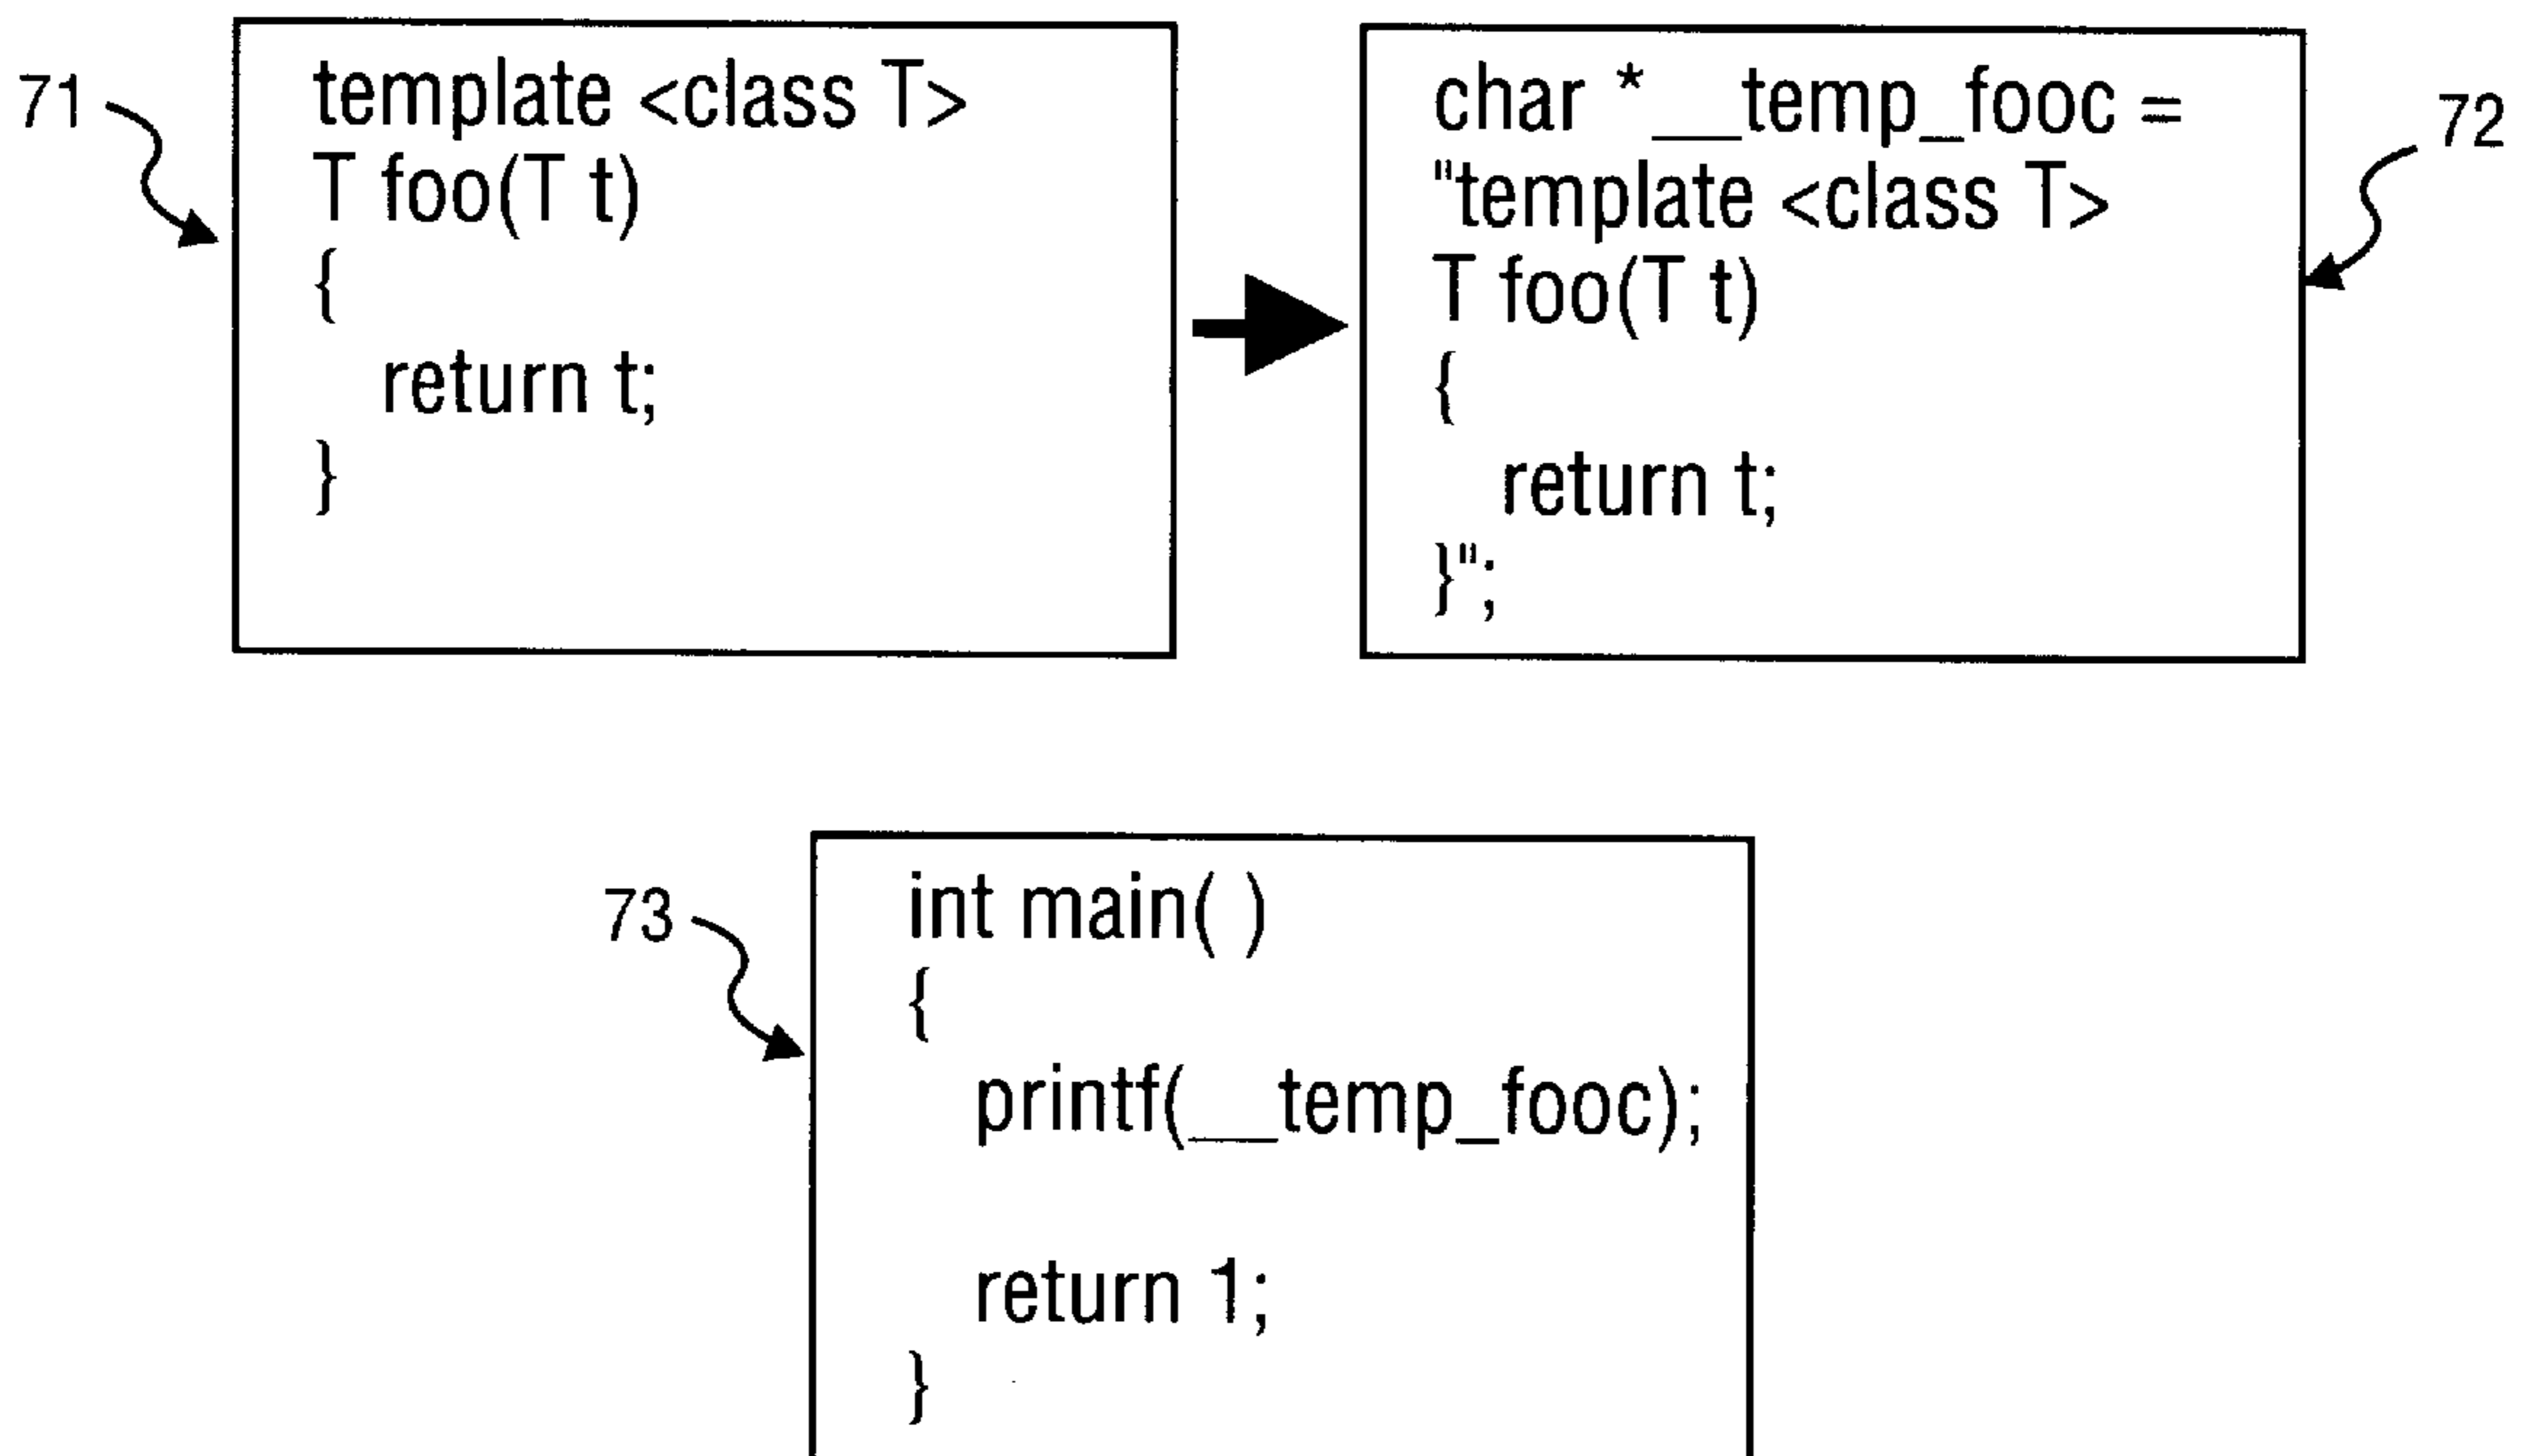 71
template <class T>
T foo(T t)
{
return t;
}
72
char *__temp_fooc =
"template <class T>
T foo(T t)
{
return t;
}";
73
int main( )
{
printf(__temp_fooc);
return 1;
}